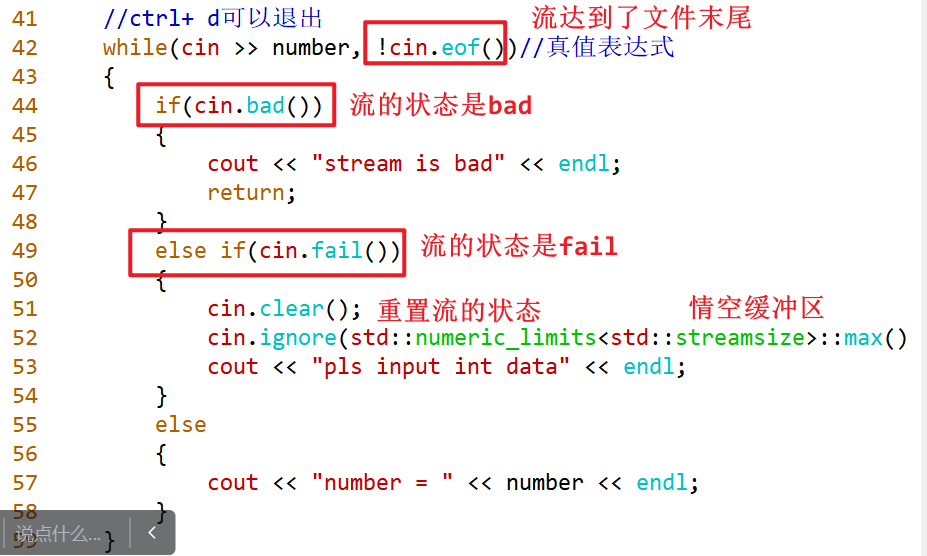 41 //ctrl+ d可以退出 流达到了文件末尾
42 while(cin >> number, !cin.eof())//真值表达式
43 {
44 if(cin.bad()) 流的状态是bad
45 {
46 cout << "stream is bad" << endl;
47 return;
48 }
49 else if(cin.fail()) 流的状态是fail
50 {
51 cin.clear(); 重置流的状态 情空缓冲区
52 cin.ignore(std::numeric_limits<std::streamsize>::max()
53 cout << "pls input int data" << endl;
54 }
55 else
56 {
57 cout << "number = " << number << endl;
58 }
59 }
说点什么...